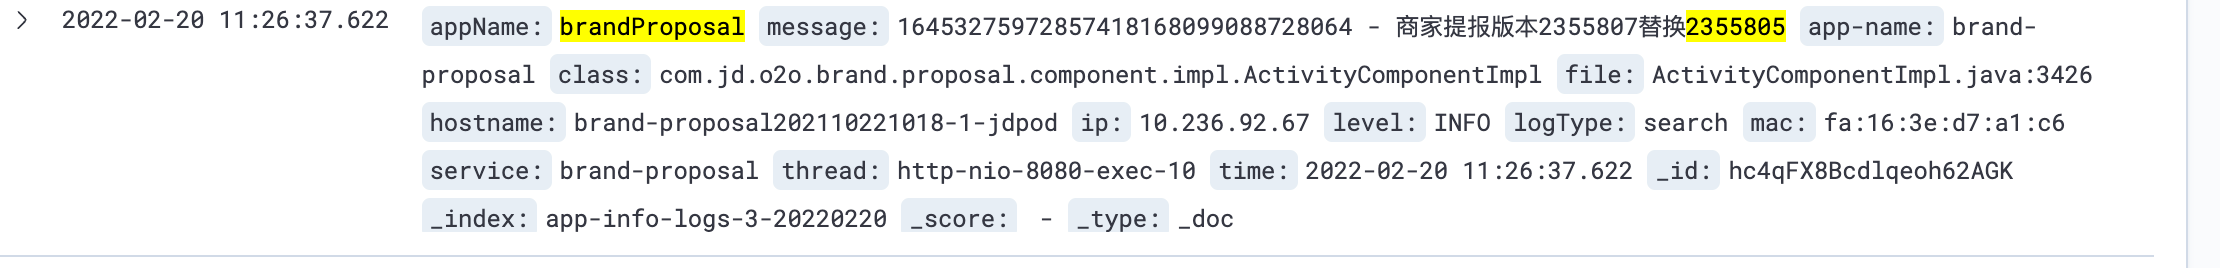 2022-02-20 11:26:37.622 appName: brandProposal message: 16453275972857418168099088728064 - 商家提报版本2355807替换2355805 app-name: brand-
proposal class: com.jd.o2o.brand.proposal.component.impl.ActivityComponentImpl file: ActivityComponentImpl.java:3426
hostname: brand-proposal202110221018-1-jdpod ip: 10.236.92.67 level: INFO logType: search mac: fa:16:3e:d7:a1:c6
service: brand-proposal thread: http-nio-8080-exec-10 time: 2022-02-20 11:26:37.622 _id: hc4qFX8Bcdlqeoh62AGK
_index: app-info-logs-3-20220220 _score: - _type: _doc